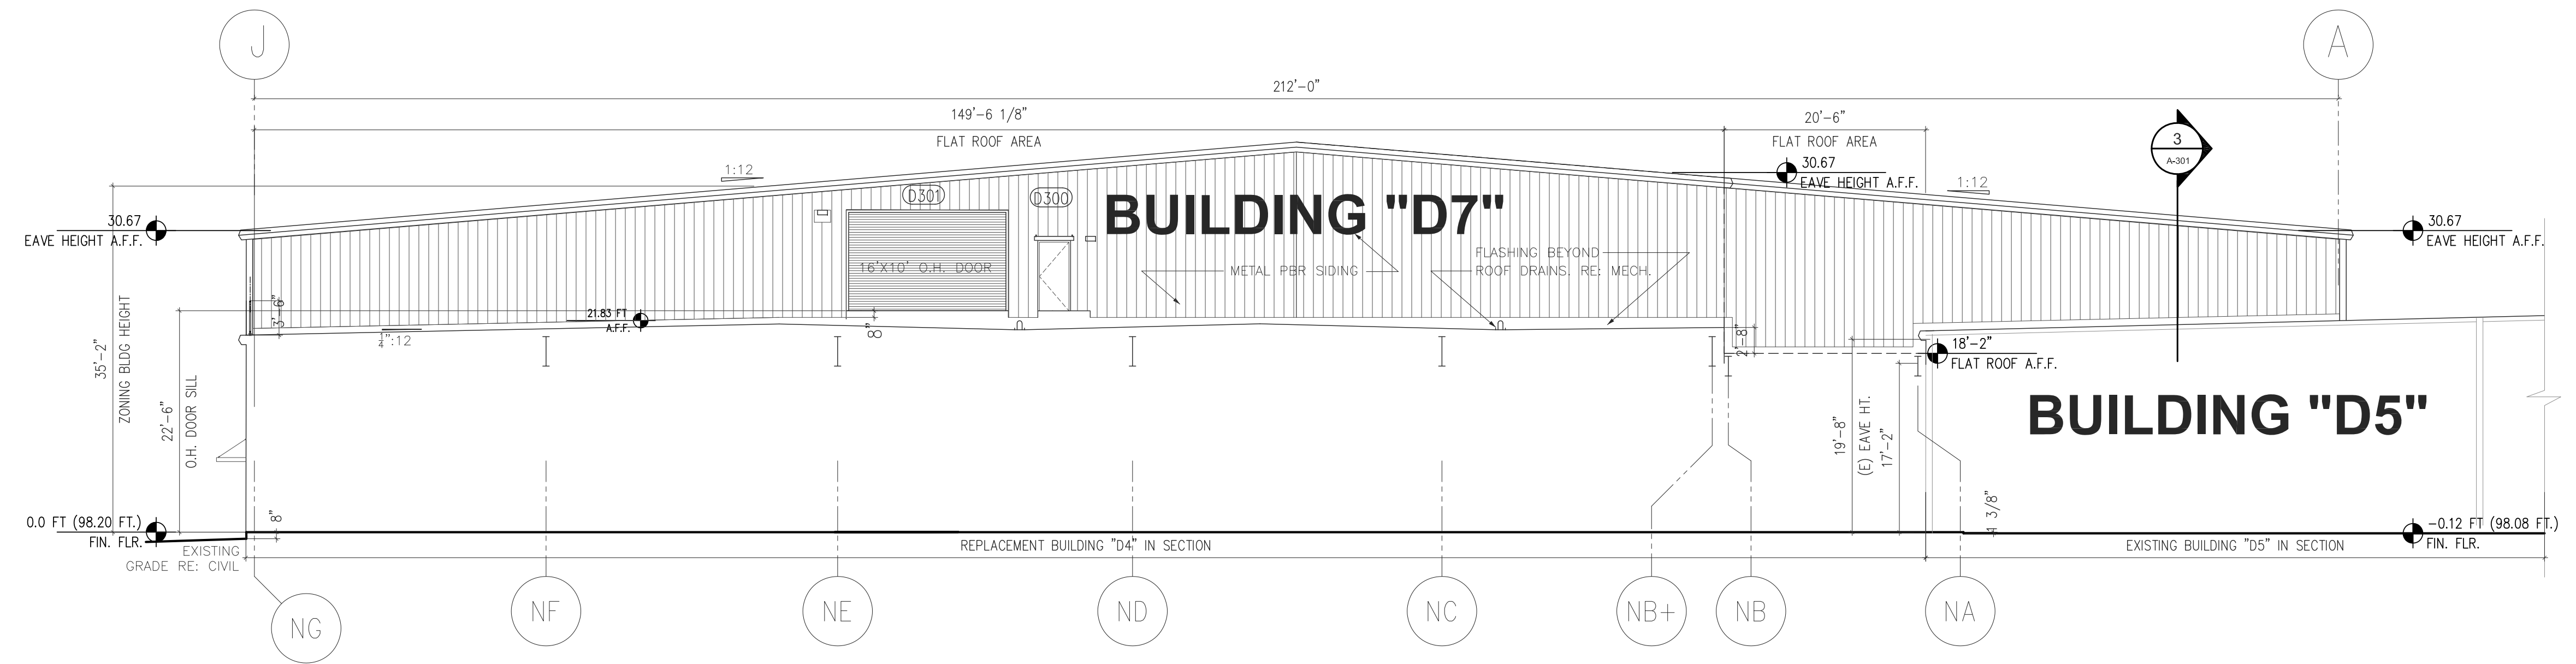 J
A
212'-0"
149'-6 1/8"
FLAT ROOF AREA
20'-6"
FLAT ROOF AREA
3
A-301
1:12
30.67
EAVE HEIGHT A.F.F.
1:12
D301
D300
BUILDING "D7"
30.67
EAVE HEIGHT A.F.F.
30.67
EAVE HEIGHT A.F.F.
16'X10' O.H. DOOR
METAL PBR SIDING
FLASHING BEYOND
ROOF DRAINS. RE: MECH.
3'-6"
21.83 FT
A.F.F.
8"
1/4":12
35'-2"
ZONING BLDG HEIGHT
22'-6"
O.H. DOOR SILL
2'-8"
18'-2"
FLAT ROOF A.F.F.
BUILDING "D5"
19'-8"
(E) EAVE HT.
17'-2"
0.0 FT (98.20 FT.)
FIN. FLR.
8"
EXISTING
GRADE RE: CIVIL
REPLACEMENT BUILDING "D4" IN SECTION
EXISTING BUILDING "D5" IN SECTION
-0.12 FT (98.08 FT.)
FIN. FLR.
NG
NF
NE
ND
NC
NB+
NB
NA